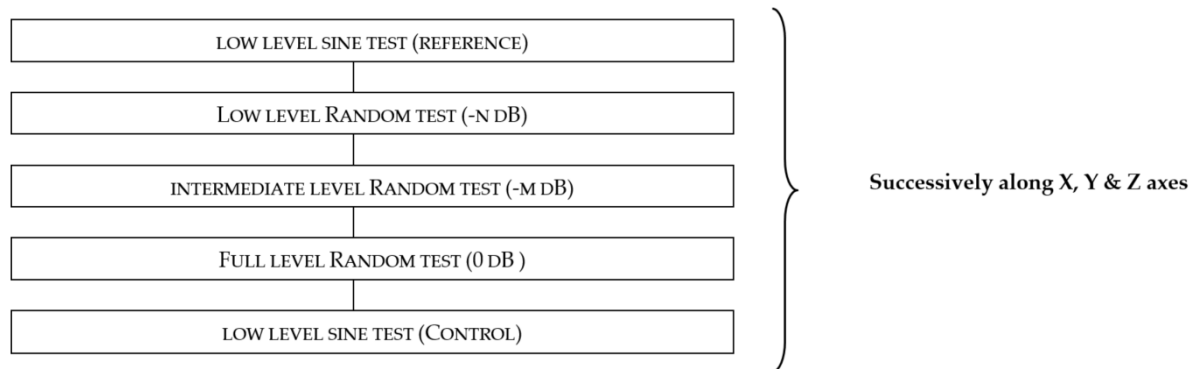 LOW LEVEL SINE TEST (REFERENCE)
LOW LEVEL RANDOM TEST (-N DB)
INTERMEDIATE LEVEL RANDOM TEST (-M DB)
FULL LEVEL RANDOM TEST (0 DB )
LOW LEVEL SINE TEST (CONTROL)
Successively along X, Y & Z axes